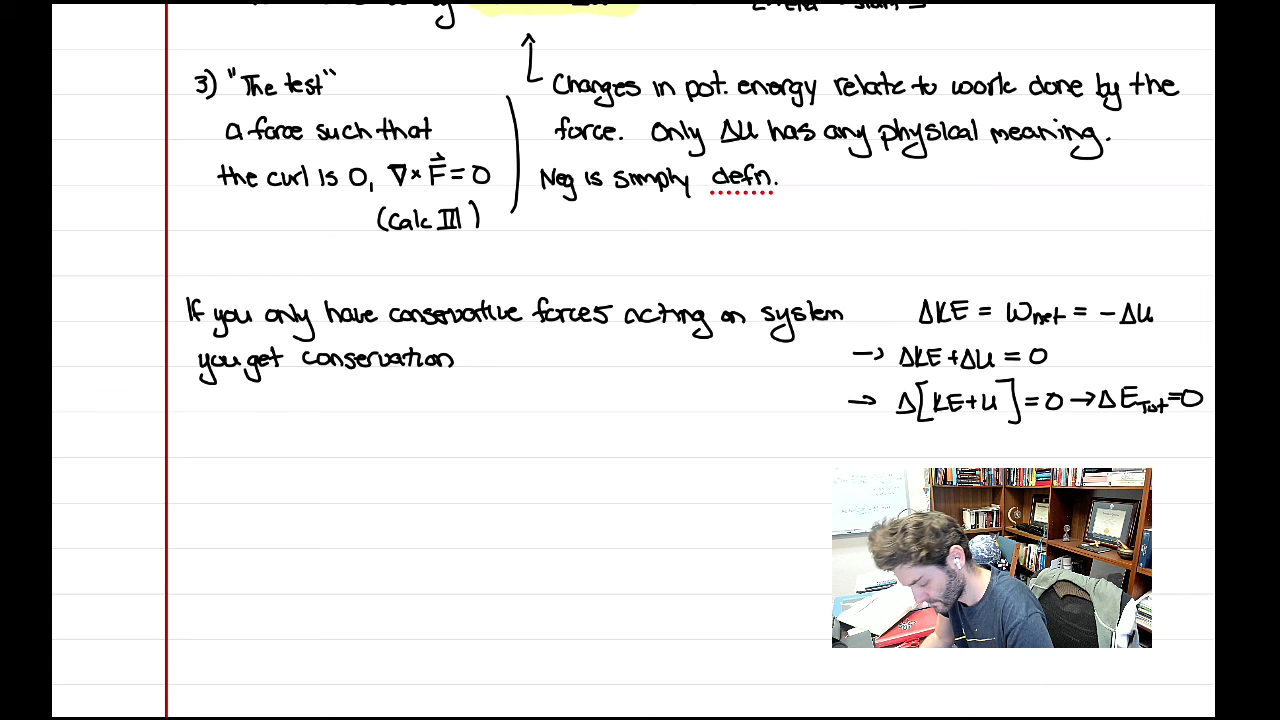 3) "The test"
a force such that
the curl is 0, ∇×F⃗=0
(Calc III)
Changes in pot. energy relate to work done by the
force. Only ΔU has any physical meaning.
Neg is simply defn.
If you only have conservative forces acting on system
you get conservation
ΔKE = Wnet = -ΔU
→ ΔKE+ΔU = 0
→ Δ[KE+U]=0→ΔETot=0